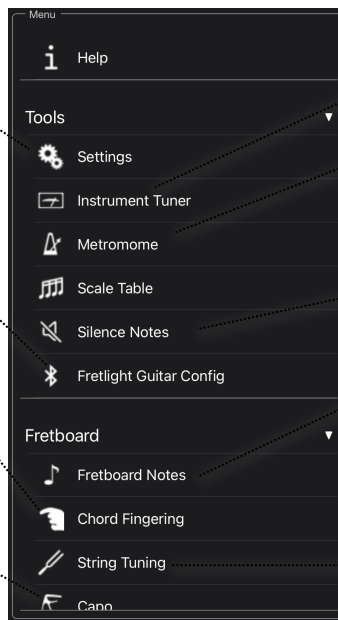 Menu
Help
Tools
Settings
Instrument Tuner
Metromome
Scale Table
Silence Notes
Fretlight Guitar Config
Fretboard
Fretboard Notes
Chord Fingering
String Tuning
Capo